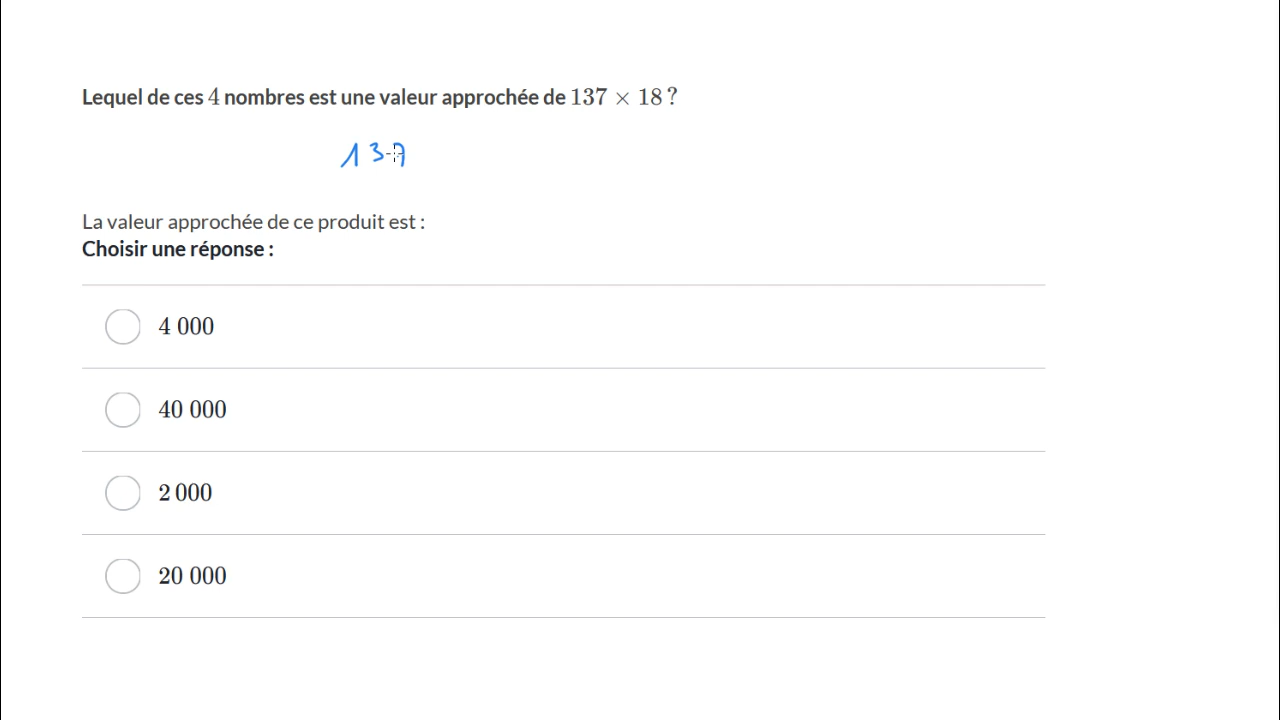 Lequel de ces 4 nombres est une valeur approchée de 137 × 18 ?
137
La valeur approchée de ce produit est :
Choisir une réponse :
4 000
40 000
2 000
20 000